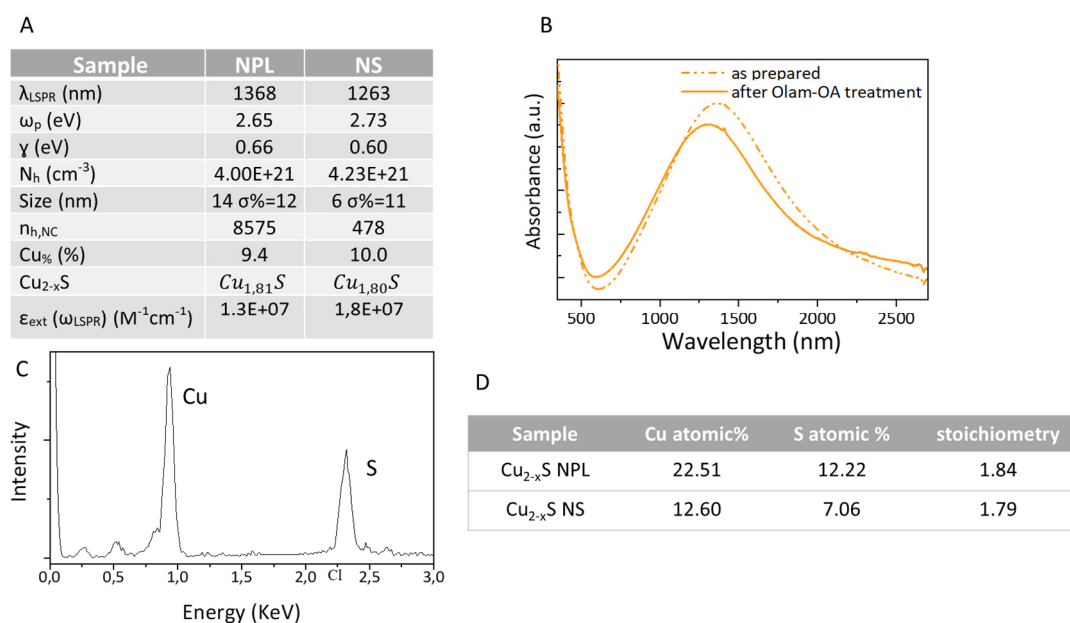 A
Sample NPL NS
λLSPR (nm) 1368 1263
ωp (eV) 2.65 2.73
ɣ (eV) 0.66 0.60
Nh (cm-3) 4.00E+21 4.23E+21
Size (nm) 14 σ%=12 6 σ%=11
nh,NC 8575 478
Cu% (%) 9.4 10.0
Cu2-xS Cu1,81S Cu1,80S
εext (ωLSPR) (M-1cm-1) 1.3E+07 1,8E+07
B
as prepared
after Olam-OA treatment
Absorbance (a.u.)
500 1000 1500 2000 2500
Wavelength (nm)
C
Cu
S
Intensity
0,0 0,5 1,0 1,5 2,0 2,5 3,0
Cl
Energy (KeV)
D
Sample Cu atomic% S atomic % stoichiometry
Cu2-xS NPL 22.51 12.22 1.84
Cu2-xS NS 12.60 7.06 1.79